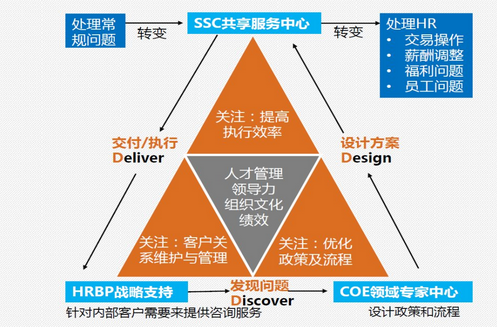 处理常
规问题
转变
SSC共享服务中心
转变
处理HR
• 交易操作
• 薪酬调整
• 福利问题
• 员工问题
关注：提高
执行效率
交付/执行
Deliver
设计方案
Design
人才管理
领导力
组织文化
绩效
关注：客户关
系维护与管理
关注：优化
政策及流程
HRBP战略支持
发现问题
Discover
COE领域专家中心
针对内部客户需要来提供咨询服务
设计政策和流程